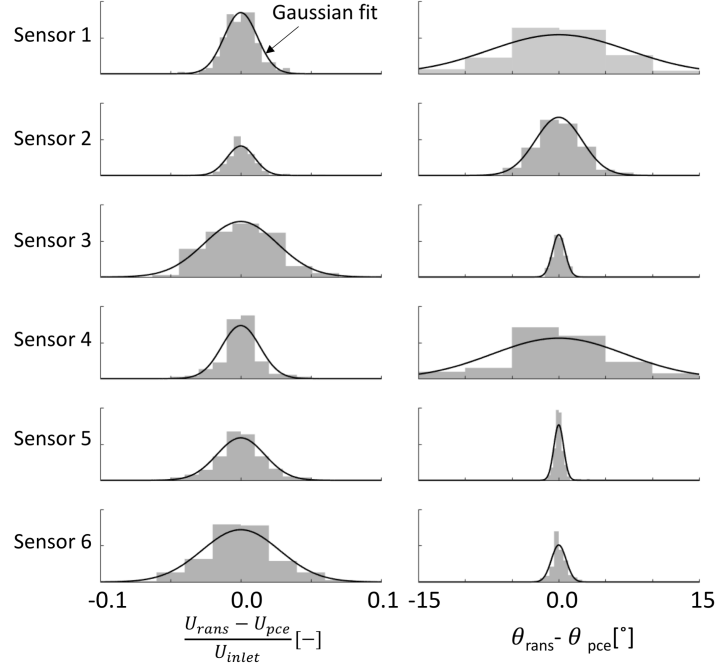 Sensor 1
Gaussian fit
Sensor 2
Sensor 3
Sensor 4
Sensor 5
Sensor 6
-0.1 0.0 0.1
-15 0.0 15
U_rans − U_pce
U_inlet
[−]
θ_rans - θ_pce[°]